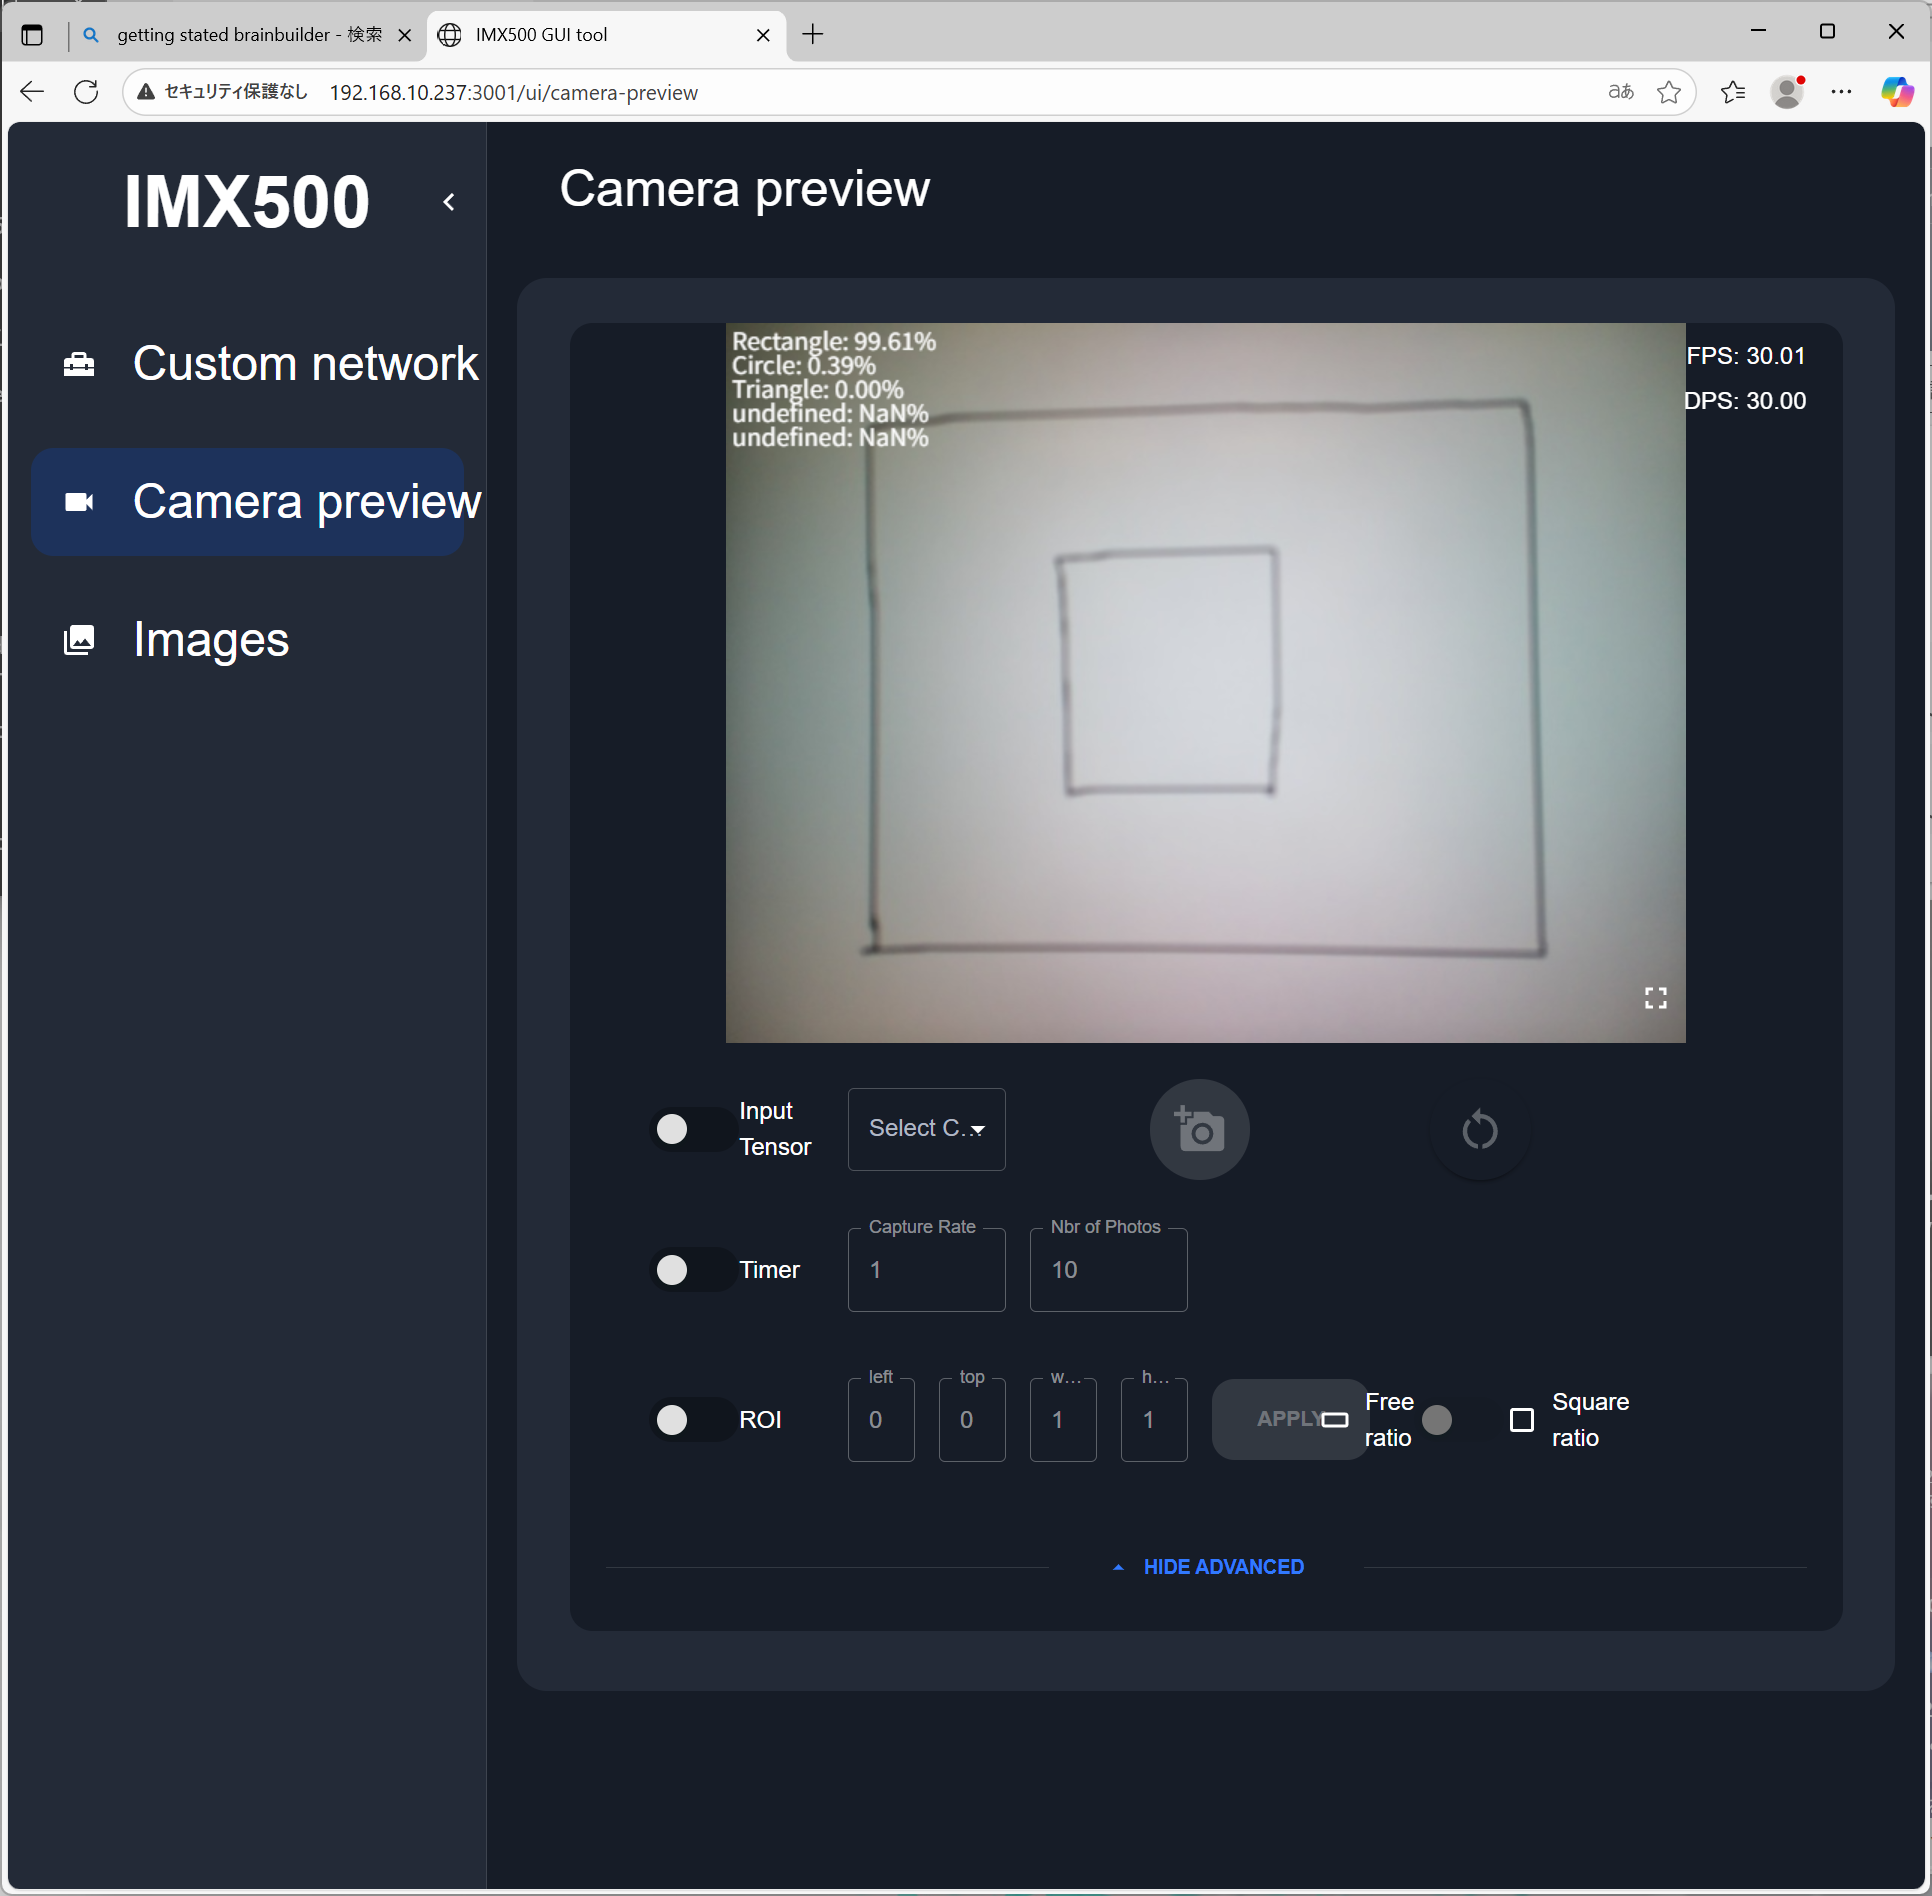 getting stated brainbuilder - 検索
IMX500 GUI tool
セキュリティ保護なし
192.168.10.237:3001/ui/camera-preview
aあ
IMX500
Custom network
Camera preview
Images
Camera preview
Rectangle: 99.61%
Circle: 0.39%
Triangle: 0.00%
undefined: NaN%
undefined: NaN%
FPS: 30.01
DPS: 30.00
Input
Tensor
Select C...
Timer
Capture Rate
1
Nbr of Photos
10
ROI
left
0
top
0
w...
1
h...
1
APPLY
Free
ratio
Square
ratio
HIDE ADVANCED